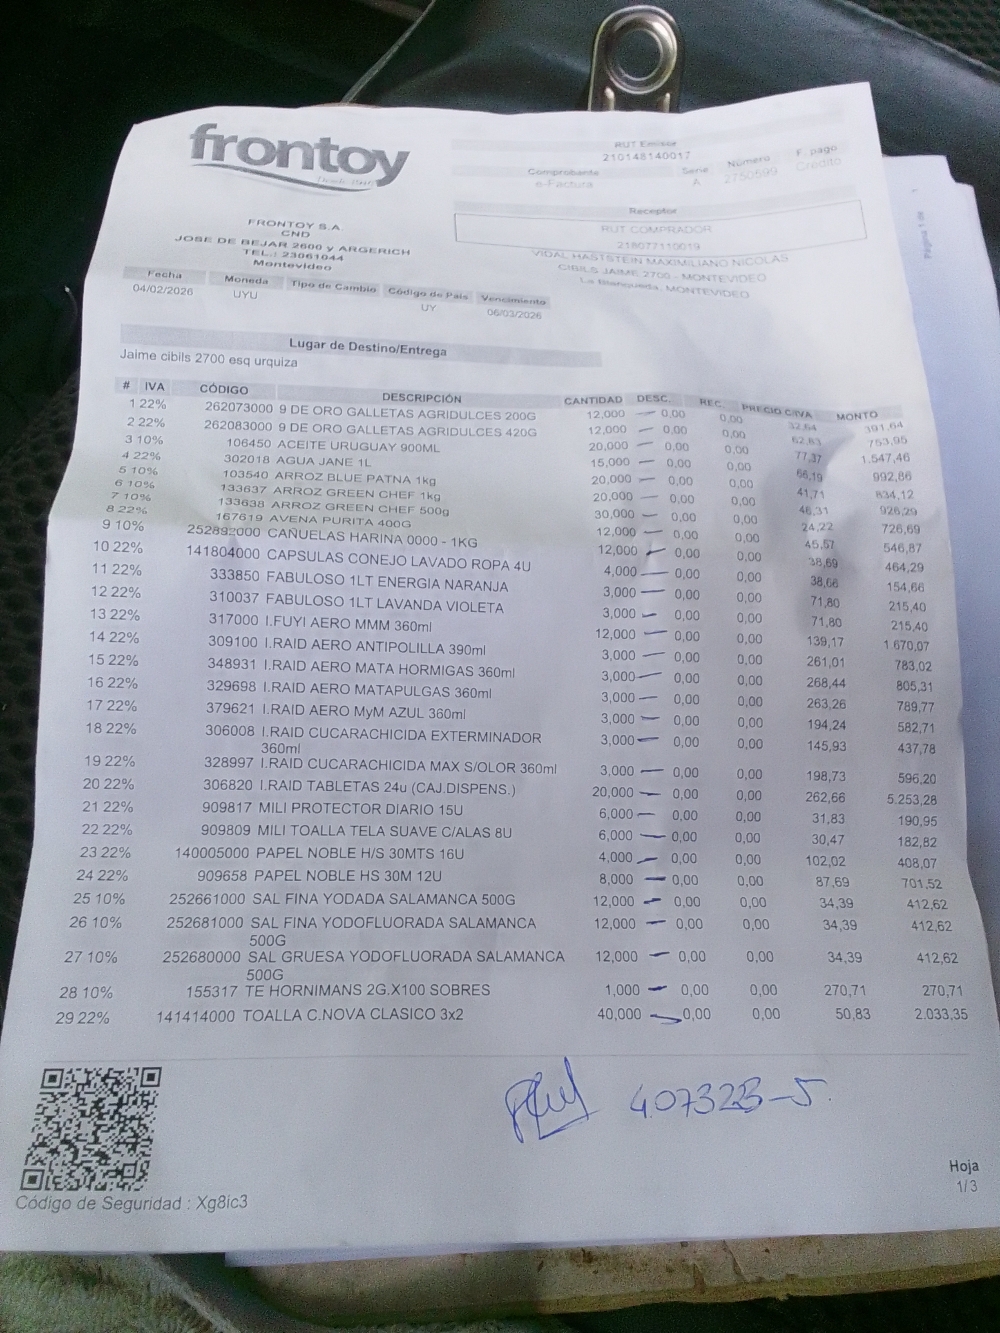 frontoy
RUT Emisor
210148140017
Comprobante Serie Número F. pago
e-Factura A 2750599 Crédito
Receptor
RUT COMPRADOR
218077110019
VIDAL HASTSTEIN MAXIMILIANO NICOLAS
CIBILS JAIME 2700 - MONTEVIDEO
La Blanqueda, MONTEVIDEO
FRONTOY S.A.
CND
JOSE DE BEJAR 2600 y ARGERICH
TEL.: 23061044
Montevideo
Fecha Moneda Tipo de Cambio Código de País Vencimiento
04/02/2026 UYU UY 06/03/2026
Lugar de Destino/Entrega
Jaime cibils 2700 esq urquiza
# IVA CÓDIGO DESCRIPCIÓN CANTIDAD DESC. REC. PRECIO C/IVA MONTO
1 22% 262073000 9 DE ORO GALLETAS AGRIDULCES 200G 12,000 0,00 0,00 32,64 391,64
2 22% 262083000 9 DE ORO GALLETAS AGRIDULCES 420G 12,000 0,00 0,00 62,83 753,95
3 10% 106450 ACEITE URUGUAY 900ML 20,000 0,00 0,00 77,37 1.547,46
4 22% 302018 AGUA JANE 1L 15,000 0,00 0,00 66,19 992,86
5 10% 103540 ARROZ BLUE PATNA 1kg 20,000 0,00 0,00 41,71 834,12
6 10% 133637 ARROZ GREEN CHEF 1kg 20,000 0,00 0,00 46,31 926,29
7 10% 133638 ARROZ GREEN CHEF 500g 30,000 0,00 0,00 24,22 726,69
8 22% 167619 AVENA PURITA 400G 12,000 0,00 0,00 45,57 546,87
9 10% 252892000 CAÑUELAS HARINA 0000 - 1KG 12,000 0,00 0,00 38,69 464,29
10 22% 141804000 CAPSULAS CONEJO LAVADO ROPA 4U 4,000 0,00 0,00 38,66 154,66
11 22% 333850 FABULOSO 1LT ENERGIA NARANJA 3,000 0,00 0,00 71,80 215,40
12 22% 310037 FABULOSO 1LT LAVANDA VIOLETA 3,000 0,00 0,00 71,80 215,40
13 22% 317000 I.FUYI AERO MMM 360ml 12,000 0,00 0,00 139,17 1.670,07
14 22% 309100 I.RAID AERO ANTIPOLILLA 390ml 3,000 0,00 0,00 261,01 783,02
15 22% 348931 I.RAID AERO MATA HORMIGAS 360ml 3,000 0,00 0,00 268,44 805,31
16 22% 329698 I.RAID AERO MATAPULGAS 360ml 3,000 0,00 0,00 263,26 789,77
17 22% 379621 I.RAID AERO MyM AZUL 360ml 3,000 0,00 0,00 194,24 582,71
18 22% 306008 I.RAID CUCARACHICIDA EXTERMINADOR 3,000 0,00 0,00 145,93 437,78
360ml
19 22% 328997 I.RAID CUCARACHICIDA MAX S/OLOR 360ml 3,000 0,00 0,00 198,73 596,20
20 22% 306820 I.RAID TABLETAS 24u (CAJ.DISPENS.) 20,000 0,00 0,00 262,66 5.253,28
21 22% 909817 MILI PROTECTOR DIARIO 15U 6,000 0,00 0,00 31,83 190,95
22 22% 909809 MILI TOALLA TELA SUAVE C/ALAS 8U 6,000 0,00 0,00 30,47 182,82
23 22% 140005000 PAPEL NOBLE H/S 30MTS 16U 4,000 0,00 0,00 102,02 408,07
24 22% 909658 PAPEL NOBLE HS 30M 12U 8,000 0,00 0,00 87,69 701,52
25 10% 252661000 SAL FINA YODADA SALAMANCA 500G 12,000 0,00 0,00 34,39 412,62
26 10% 252681000 SAL FINA YODOFLUORADA SALAMANCA 12,000 0,00 0,00 34,39 412,62
500G
27 10% 252680000 SAL GRUESA YODOFLUORADA SALAMANCA 12,000 0,00 0,00 34,39 412,62
500G
28 10% 155317 TE HORNIMANS 2G.X100 SOBRES 1,000 0,00 0,00 270,71 270,71
29 22% 141414000 TOALLA C.NOVA CLASICO 3x2 40,000 0,00 0,00 50,83 2.033,35
Código de Seguridad : Xg8ic3
Hoja
1/3